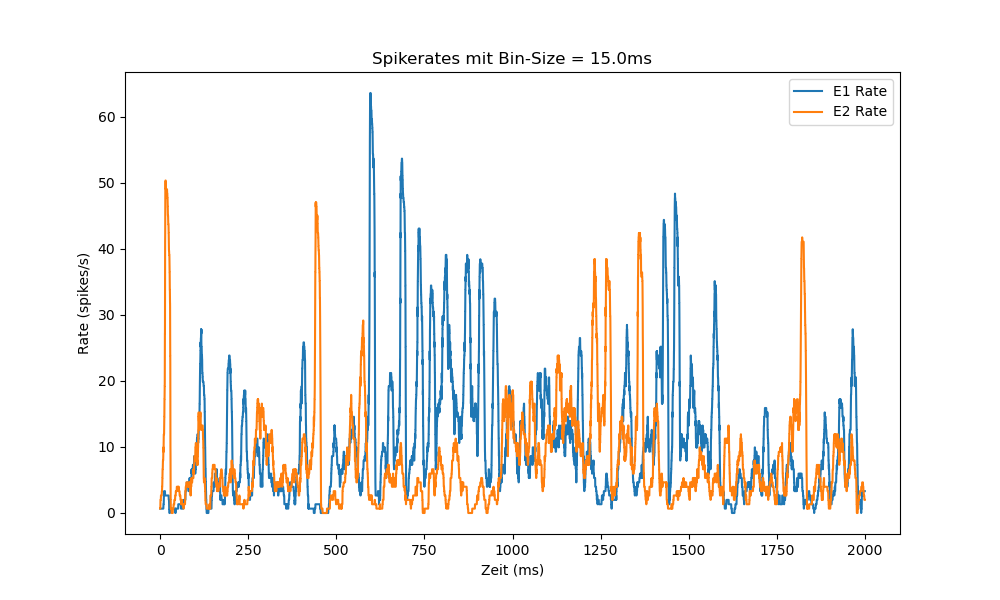 Spikerates mit Bin-Size = 15.0ms
E1 Rate
E2 Rate
Rate (spikes/s)
60
50
40
30
20
10
0
0 250 500 750 1000 1250 1500 1750 2000
Zeit (ms)